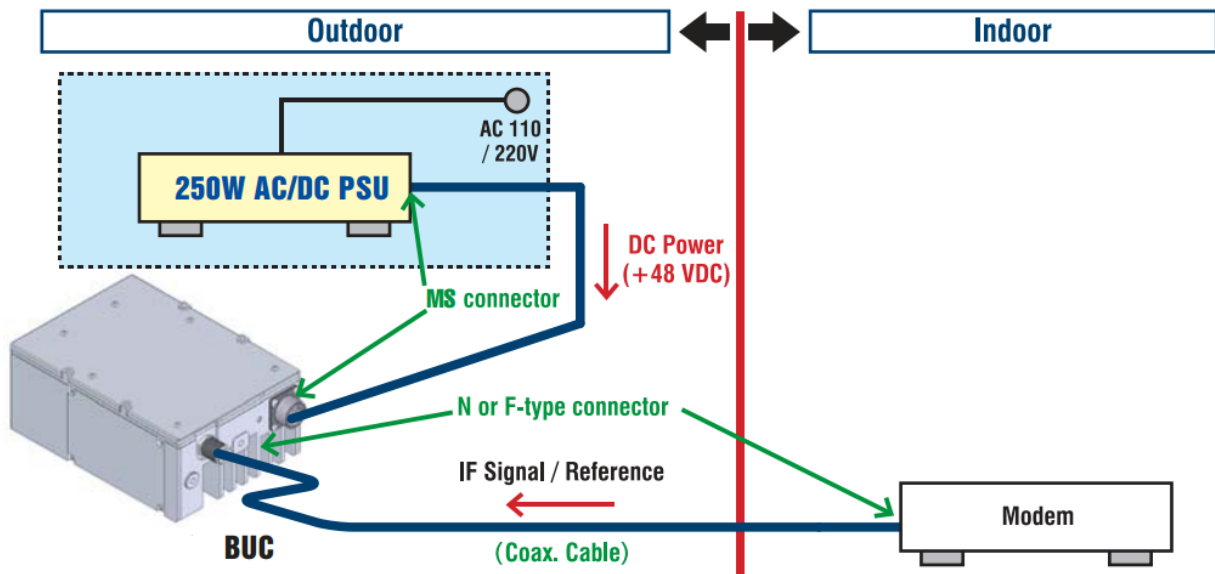 Outdoor
Indoor
AC 110
/ 220V
250W AC/DC PSU
DC Power
(+48 VDC)
MS connector
N or F-type connector
IF Signal / Reference
Modem
BUC
(Coax. Cable)